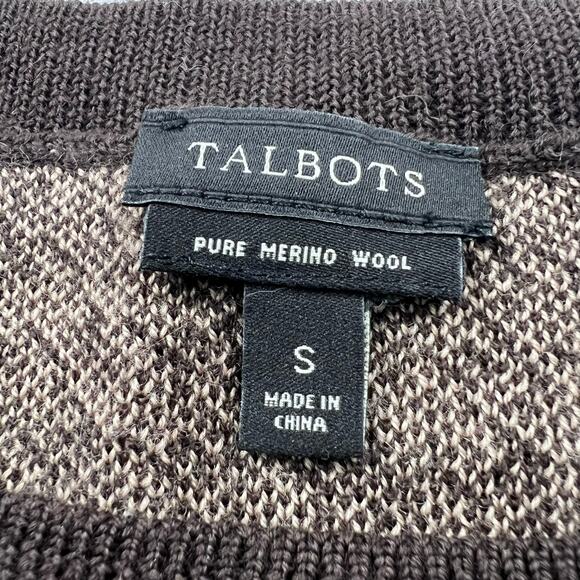 TALBOTS
PURE MERINO WOOL
S
MADE IN
CHINA